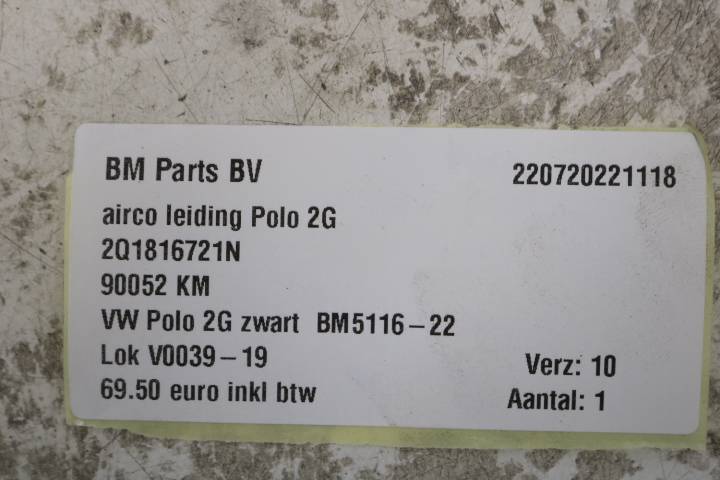 BM Parts BV 220720221118
airco leiding Polo 2G
2Q1816721N
90052 KM
VW Polo 2G zwart BM5116-22
Lok V0039-19 Verz: 10
69.50 euro inkl btw Aantal: 1